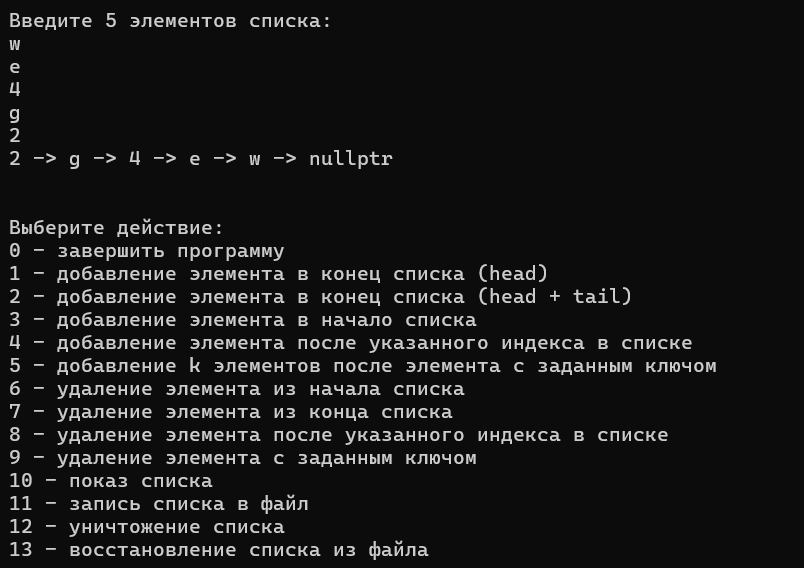 Введите 5 элементов списка:
w
e
4
g
2
2 -> g -> 4 -> e -> w -> nullptr
Выберите действие:
0 - завершить программу
1 - добавление элемента в конец списка (head)
2 - добавление элемента в конец списка (head + tail)
3 - добавление элемента в начало списка
4 - добавление элемента после указанного индекса в списке
5 - добавление k элементов после элемента с заданным ключом
6 - удаление элемента из начала списка
7 - удаление элемента из конца списка
8 - удаление элемента после указанного индекса в списке
9 - удаление элемента с заданным ключом
10 - показ списка
11 - запись списка в файл
12 - уничтожение списка
13 - восстановление списка из файла